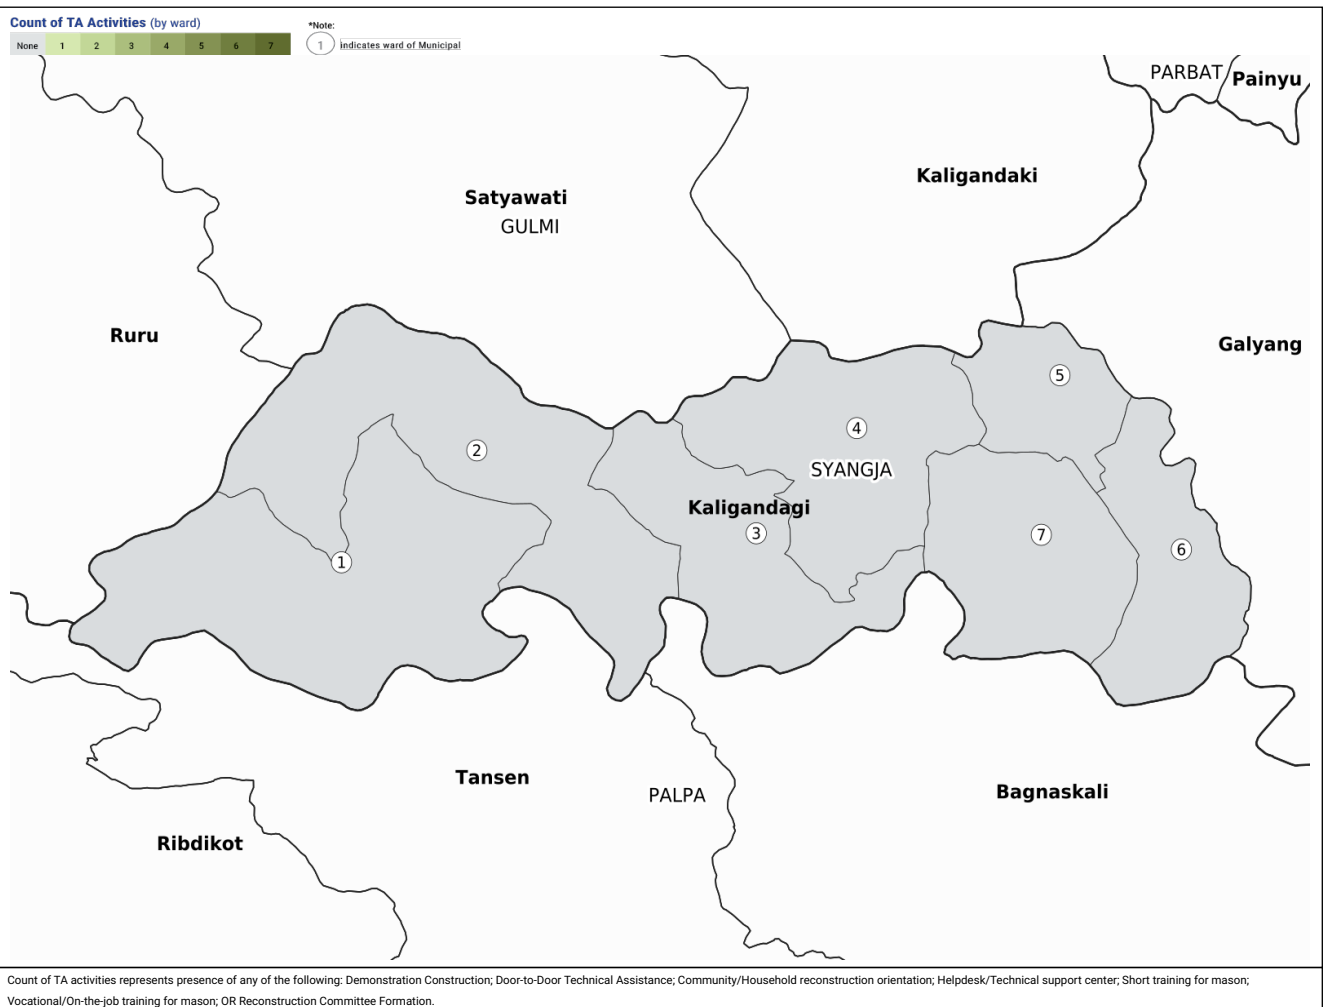 Count of TA Activities (by ward)
None 1 2 3 4 5 6 7
*Note:
1 indicates ward of Municipal
PARBAT
Painyu
Kaligandaki
Satyawati
GULMI
Ruru
Galyang
5
4
2
SYANGJA
Kaligandagi
3
7
6
1
Tansen
PALPA
Bagnaskali
Ribdikot
Count of TA activities represents presence of any of the following: Demonstration Construction; Door-to-Door Technical Assistance; Community/Household reconstruction orientation; Helpdesk/Technical support center; Short training for mason;
Vocational/On-the-job training for mason; OR Reconstruction Committee Formation.